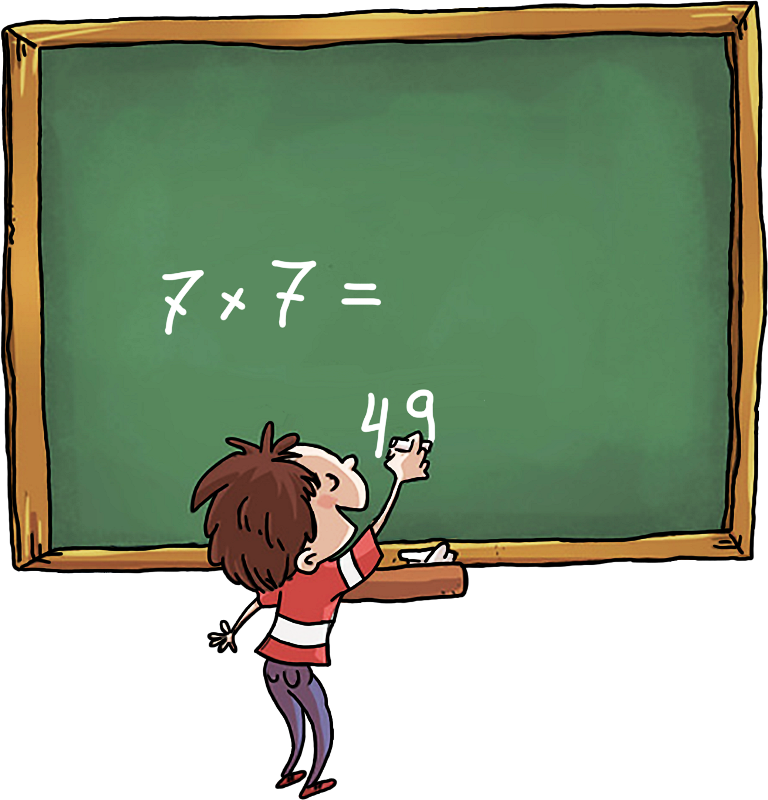 7 × 7 =
49